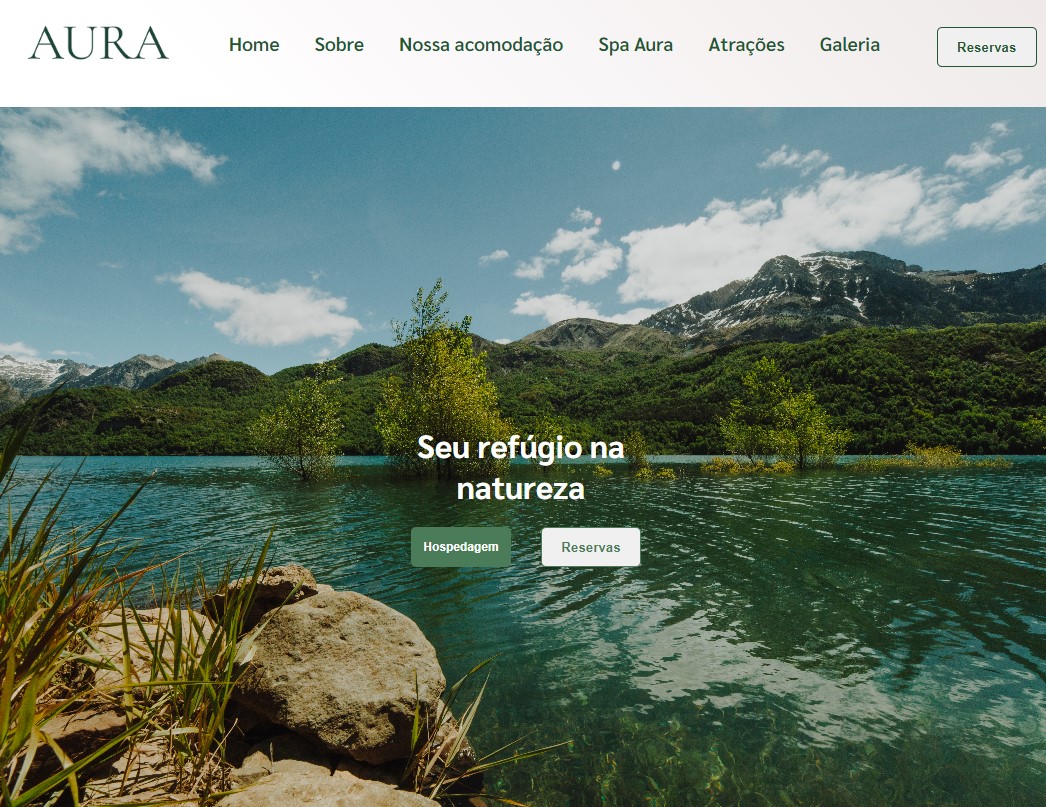 AURA
Home Sobre Nossa acomodação Spa Aura Atrações Galeria
Reservas
Seu refúgio na
natureza
Hospedagem Reservas